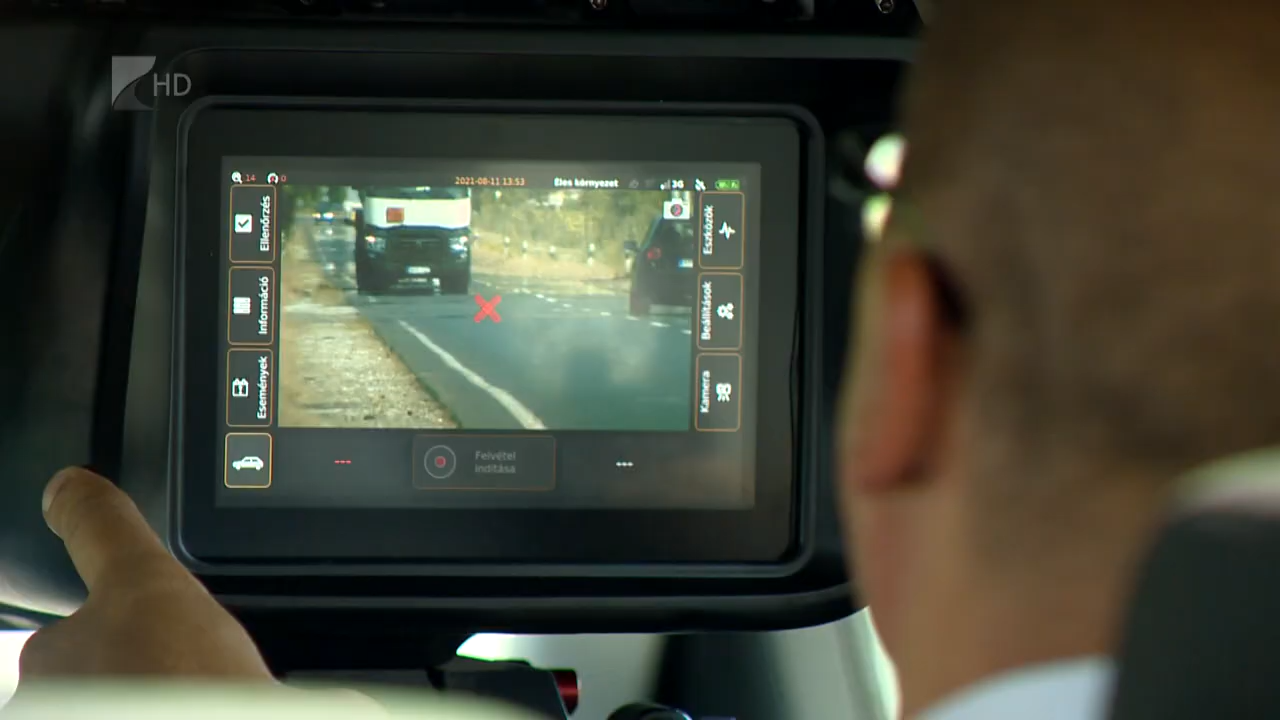 HD
14
0
2021-08-11 13:53
Éles környezet
3G
Ellenőrzés
Információ
Események
Eszközök
Beállítások
Kamera
---
Felvétel
indítása
---